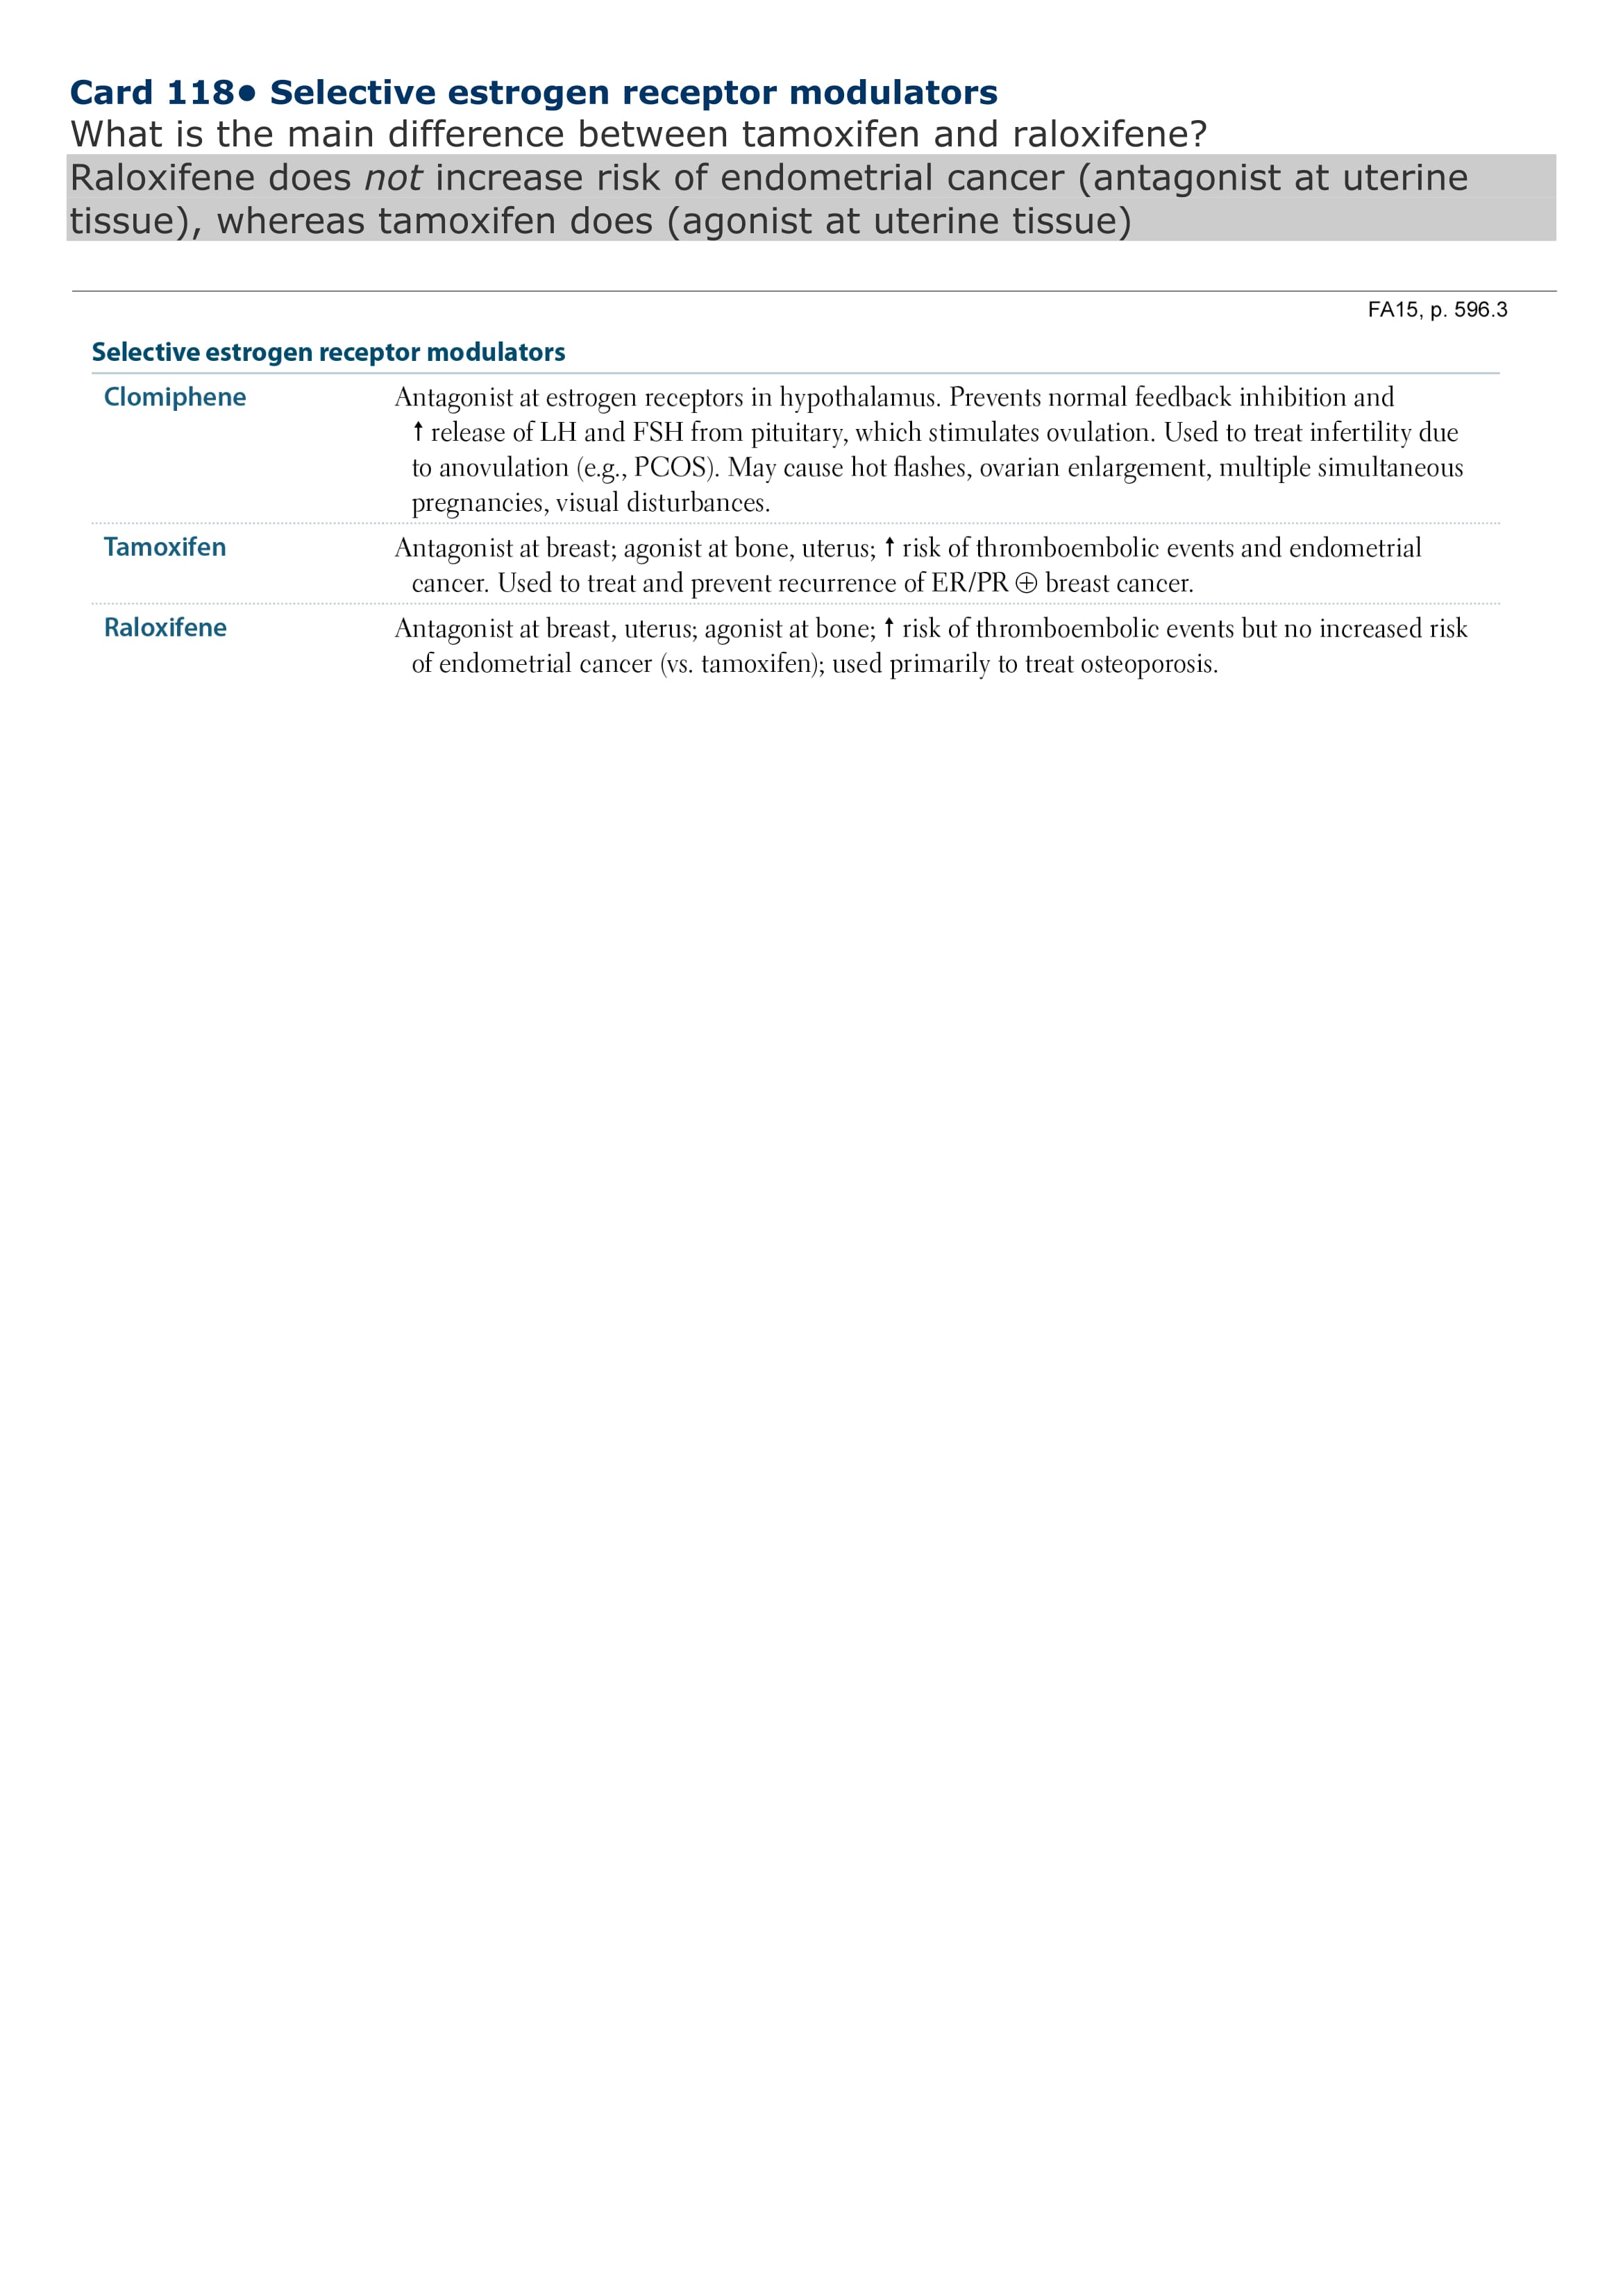 Card 118• Selective estrogen receptor modulators
What is the main difference between tamoxifen and raloxifene?
Raloxifene does not increase risk of endometrial cancer (antagonist at uterine
tissue), whereas tamoxifen does (agonist at uterine tissue)
FA15, p. 596.3
Selective estrogen receptor modulators
Clomiphene Antagonist at estrogen receptors in hypothalamus. Prevents normal feedback inhibition and
↑ release of LH and FSH from pituitary, which stimulates ovulation. Used to treat infertility due
to anovulation (e.g., PCOS). May cause hot flashes, ovarian enlargement, multiple simultaneous
pregnancies, visual disturbances.
Tamoxifen Antagonist at breast; agonist at bone, uterus; ↑ risk of thromboembolic events and endometrial
cancer. Used to treat and prevent recurrence of ER/PR ⊕ breast cancer.
Raloxifene Antagonist at breast, uterus; agonist at bone; ↑ risk of thromboembolic events but no increased risk
of endometrial cancer (vs. tamoxifen); used primarily to treat osteoporosis.